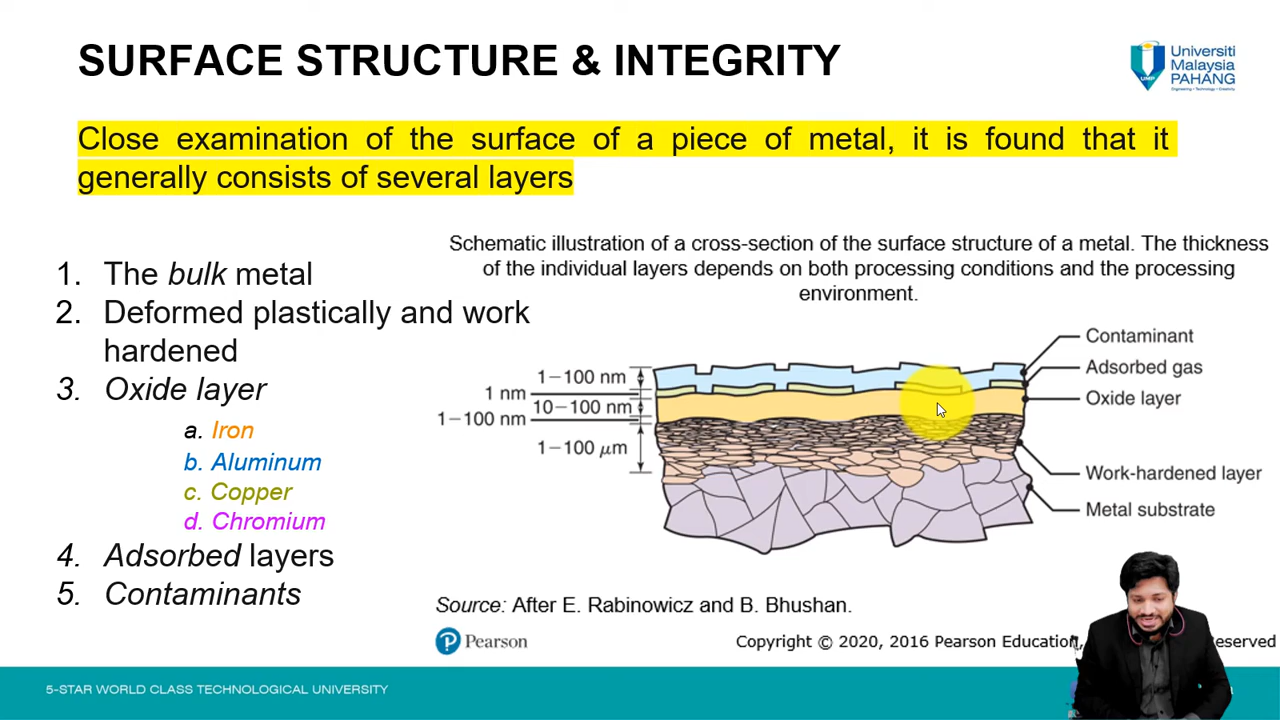 SURFACE STRUCTURE & INTEGRITY
Universiti
Malaysia
PAHANG
Engineering • Technology • Creativity
UMP
Close examination of the surface of a piece of metal, it is found that it
generally consists of several layers
Schematic illustration of a cross-section of the surface structure of a metal. The thickness
of the individual layers depends on both processing conditions and the processing
environment.
1. The bulk metal
2. Deformed plastically and work
hardened
3. Oxide layer
a. Iron
b. Aluminum
c. Copper
d. Chromium
4. Adsorbed layers
5. Contaminants
1–100 nm
1 nm
10–100 nm
1–100 nm
1–100 μm
Contaminant
Adsorbed gas
Oxide layer
Work-hardened layer
Metal substrate
Source: After E. Rabinowicz and B. Bhushan.
Pearson
Copyright © 2020, 2016 Pearson Education, Reserved
5-STAR WORLD CLASS TECHNOLOGICAL UNIVERSITY